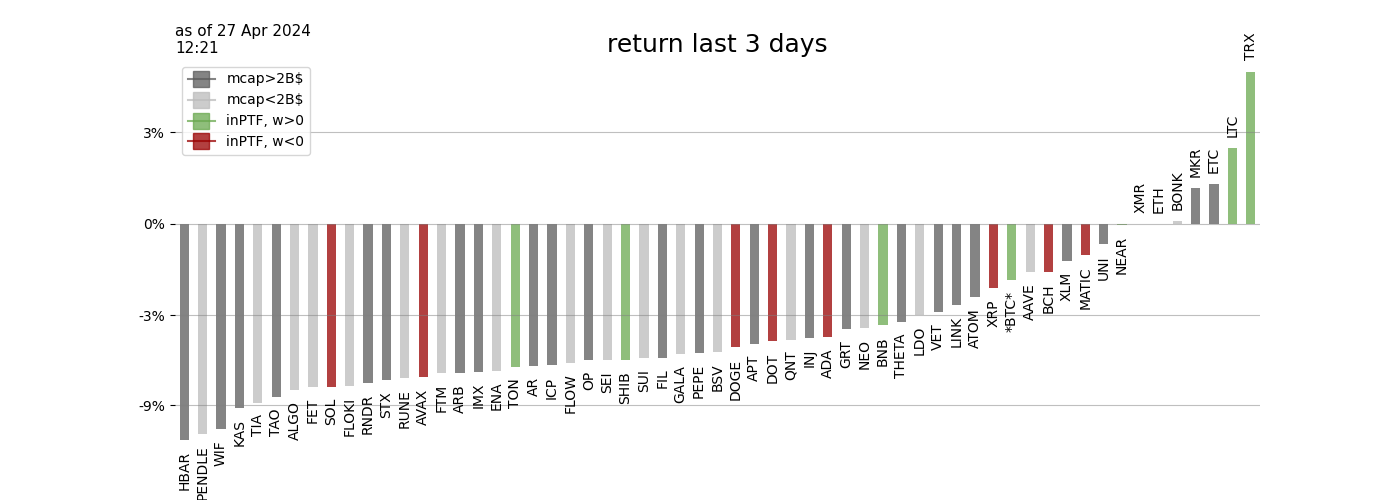 as of 27 Apr 2024
12:21
return last 3 days
mcap>2B$
mcap<2B$
inPTF, w>0
inPTF, w<0
3%
0%
-3%
-9%
HBAR
PENDLE
WIF
KAS
TIA
TAO
ALGO
FET
SOL
FLOKI
RNDR
STX
RUNE
AVAX
FTM
ARB
IMX
ENA
TON
AR
ICP
FLOW
OP
SEI
SHIB
SUI
FIL
GALA
PEPE
BSV
DOGE
APT
DOT
QNT
INJ
ADA
GRT
NEO
BNB
THETA
LDO
VET
LINK
ATOM
XRP
*BTC*
AAVE
BCH
XLM
MATIC
UNI
NEAR
XMR
ETH
BONK
MKR
ETC
LTC
TRX